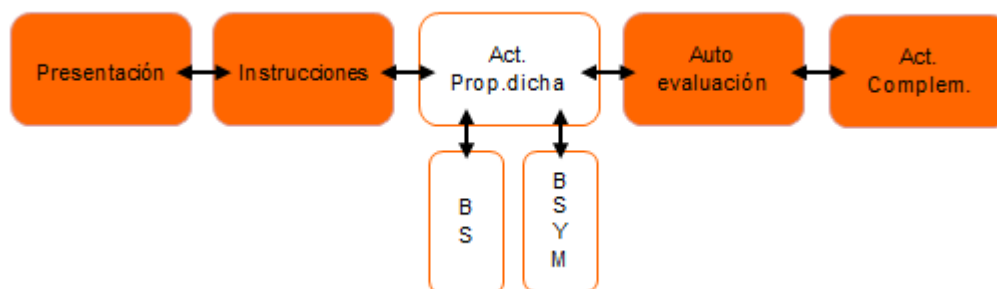 Presentación
Instrucciones
Act.
Prop.dicha
Auto
evaluación
Act.
Complem.
B
S
B
S
Y
M